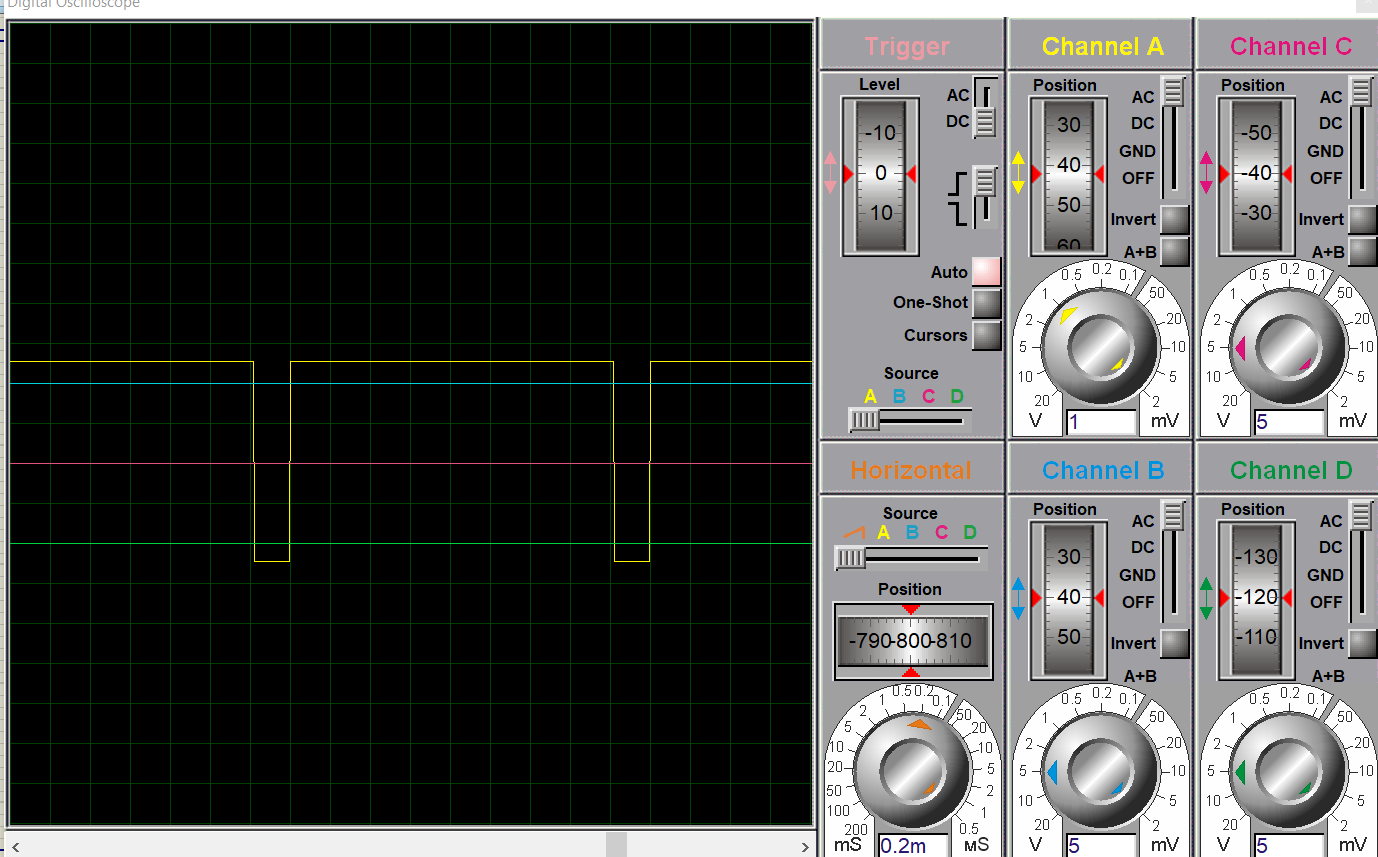 Digital Oscilloscope
Trigger
Level
-10
0
10
AC
DC
Auto
One-Shot
Cursors
Source
A B C D
Channel A
Position
30
40
50
60
AC
DC
GND
OFF
Invert
A+B
20
10
5
2
1
0.5
0.2
0.1
50
20
10
5
2
V
1
mV
Channel C
Position
-50
-40
-30
AC
DC
GND
OFF
Invert
A+B
20
10
5
2
1
0.5
0.2
0.1
50
20
10
5
2
V
5
mV
Horizontal
Source
A B C D
Position
-790-800-810
200
100
50
20
10
5
2
1
0.5
0.2
0.1
50
20
10
5
2
1
0.5
mS
0.2m
мS
Channel B
Position
30
40
50
AC
DC
GND
OFF
Invert
A+B
20
10
5
2
1
0.5
0.2
0.1
50
20
10
5
2
V
5
mV
Channel D
Position
-130
-120
-110
AC
DC
GND
OFF
Invert
A+B
20
10
5
2
1
0.5
0.2
0.1
50
20
10
5
2
V
5
mV